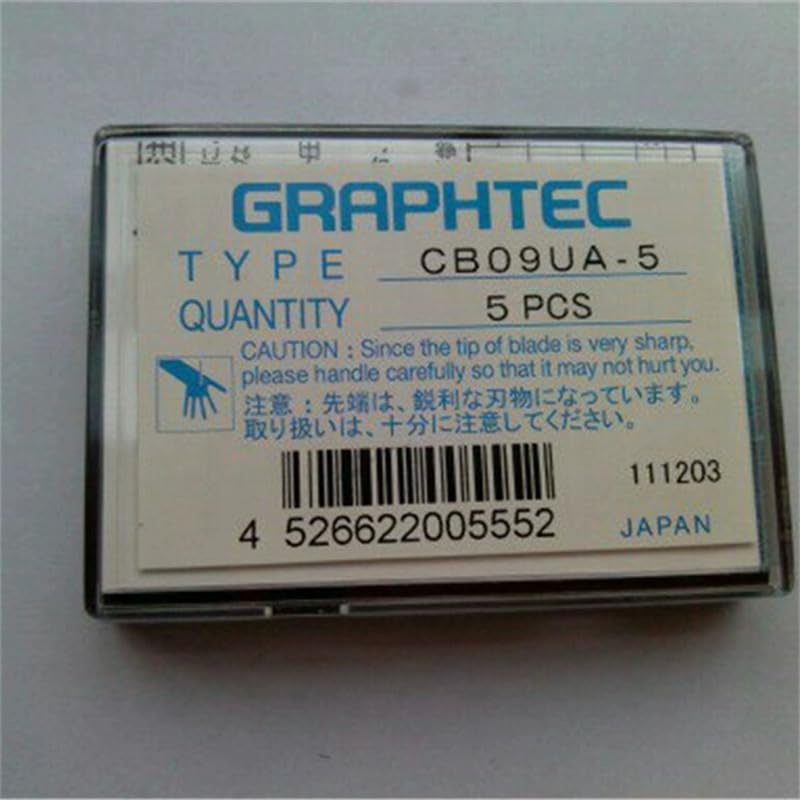 GRAPHTEC
TYPE CB09UA-5
QUANTITY 5 PCS
CAUTION : Since the tip of blade is very sharp,
please handle carefully so that it may not hurt you.
注意 : 先端は、鋭利な刃物になっています。
取り扱いは、十分に注意してください。
111203
4 526622005552
JAPAN